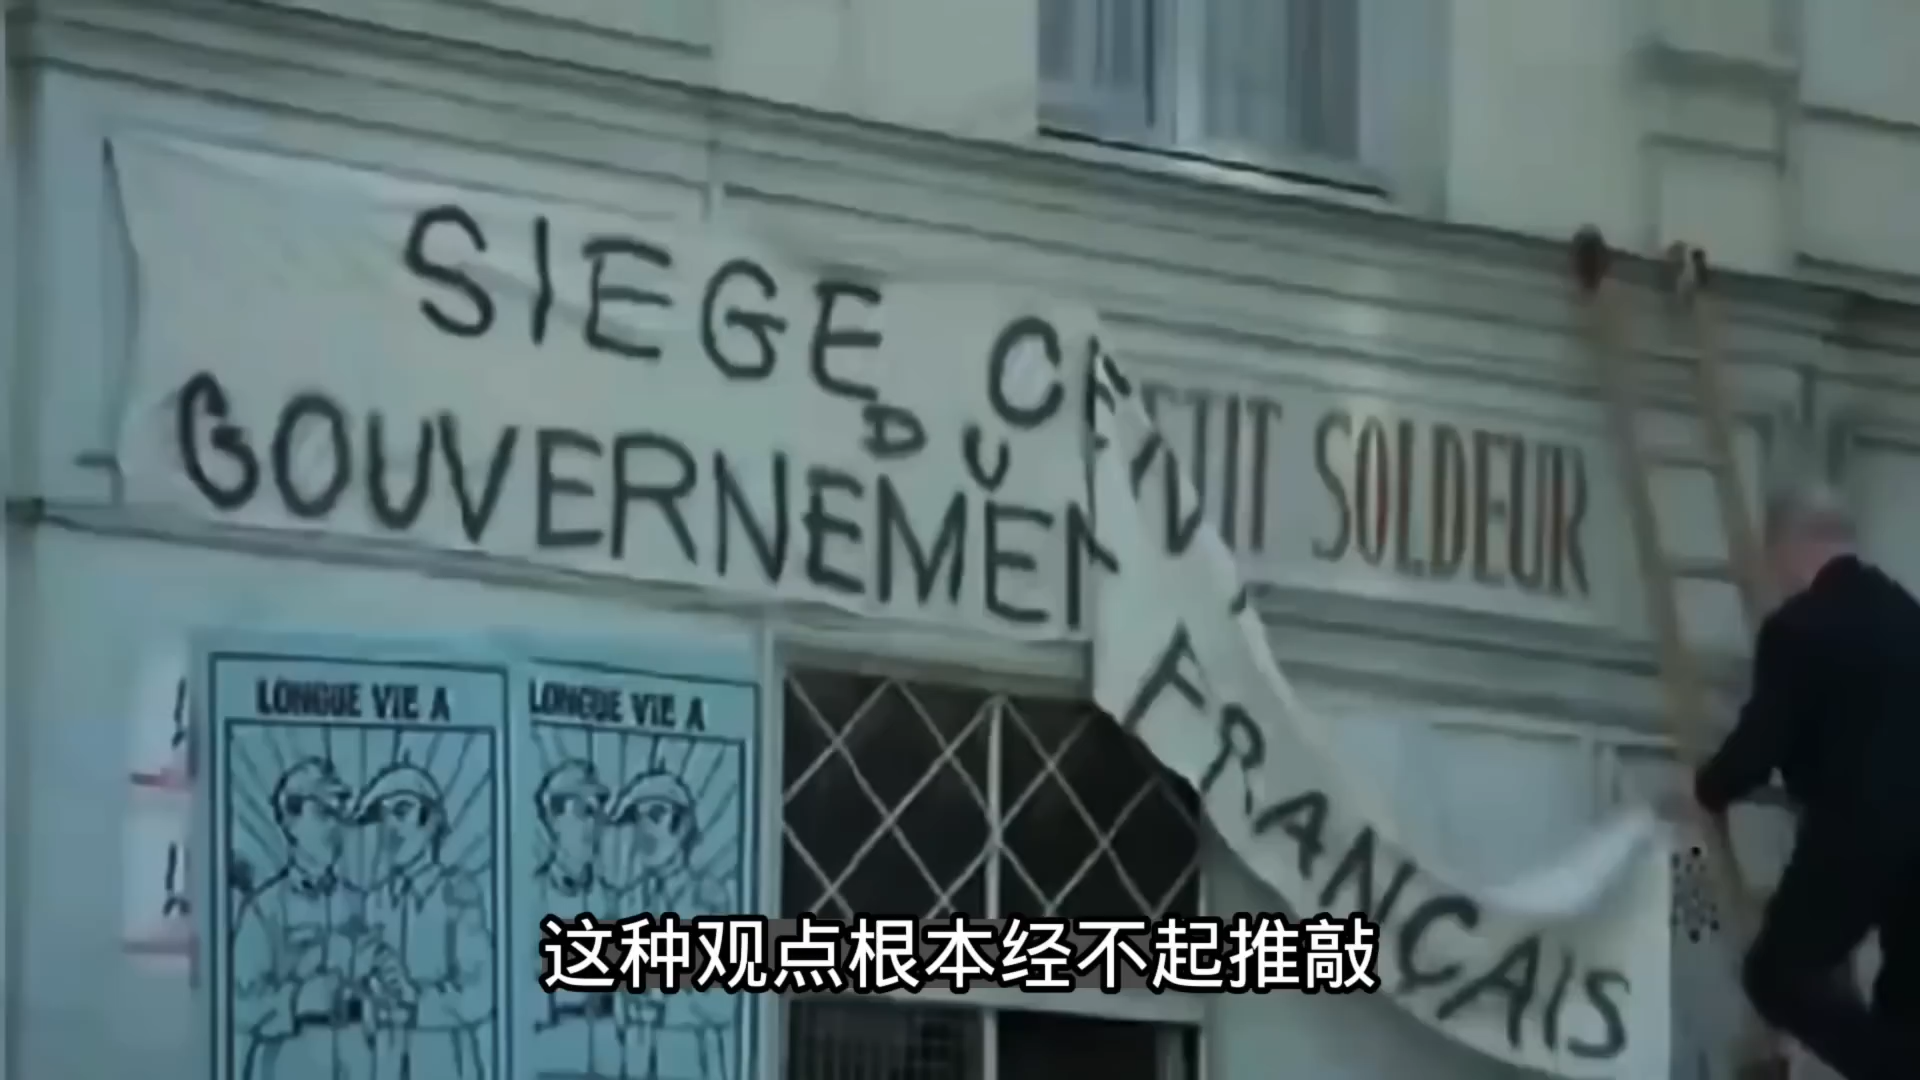 SIEGE C
DU
GOUVERNEMEN
FRANÇAIS
TIT SOLDEUR
LONGUE VIE A
LONGUE VIE A
这种观点根本经不起推敲